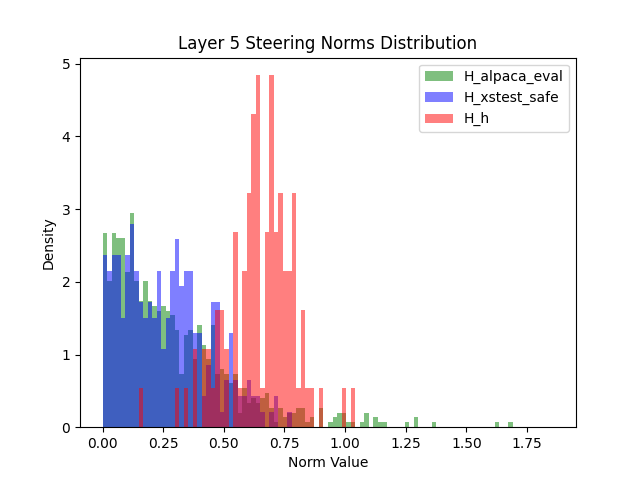 Layer 5 Steering Norms Distribution
H_alpaca_eval
H_xstest_safe
H_h
Density
5
4
3
2
1
0
0.00 0.25 0.50 0.75 1.00 1.25 1.50 1.75
Norm Value